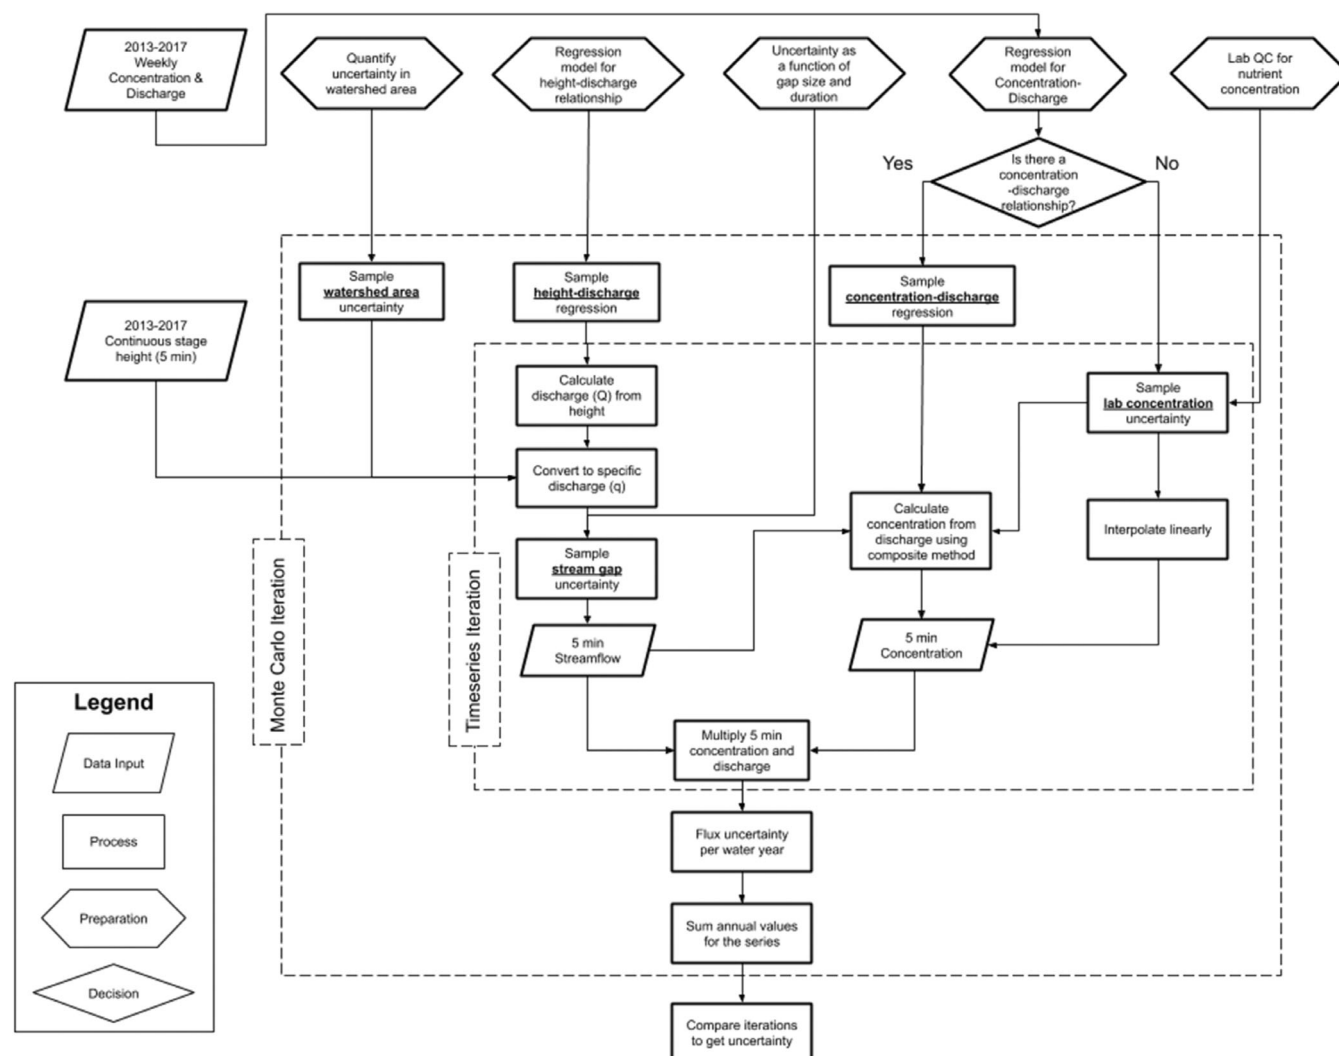 2013-2017
Weekly
Concentration &
Discharge
Quantify
uncertainty in
watershed area
Regression
model for
height-discharge
relationship
Uncertainty as
a function of
gap size and
duration
Regression
model for
Concentration-
Discharge
Lab QC for
nutrient
concentration
Yes
Is there a
concentration
-discharge
relationship?
No
Sample
watershed area
uncertainty
Sample
height-discharge
regression
Sample
concentration-discharge
regression
2013-2017
Continuous stage
height (5 min)
Calculate
discharge (Q) from
height
Sample
lab concentration
uncertainty
Convert to specific
discharge (q)
Calculate
concentration from
discharge using
composite method
Interpolate linearly
Sample
stream gap
uncertainty
Monte Carlo Iteration
Timeseries Iteration
5 min
Streamflow
5 min
Concentration
Multiply 5 min
concentration and
discharge
Flux uncertainty
per water year
Sum annual values
for the series
Compare iterations
to get uncertainty
Legend
Data Input
Process
Preparation
Decision